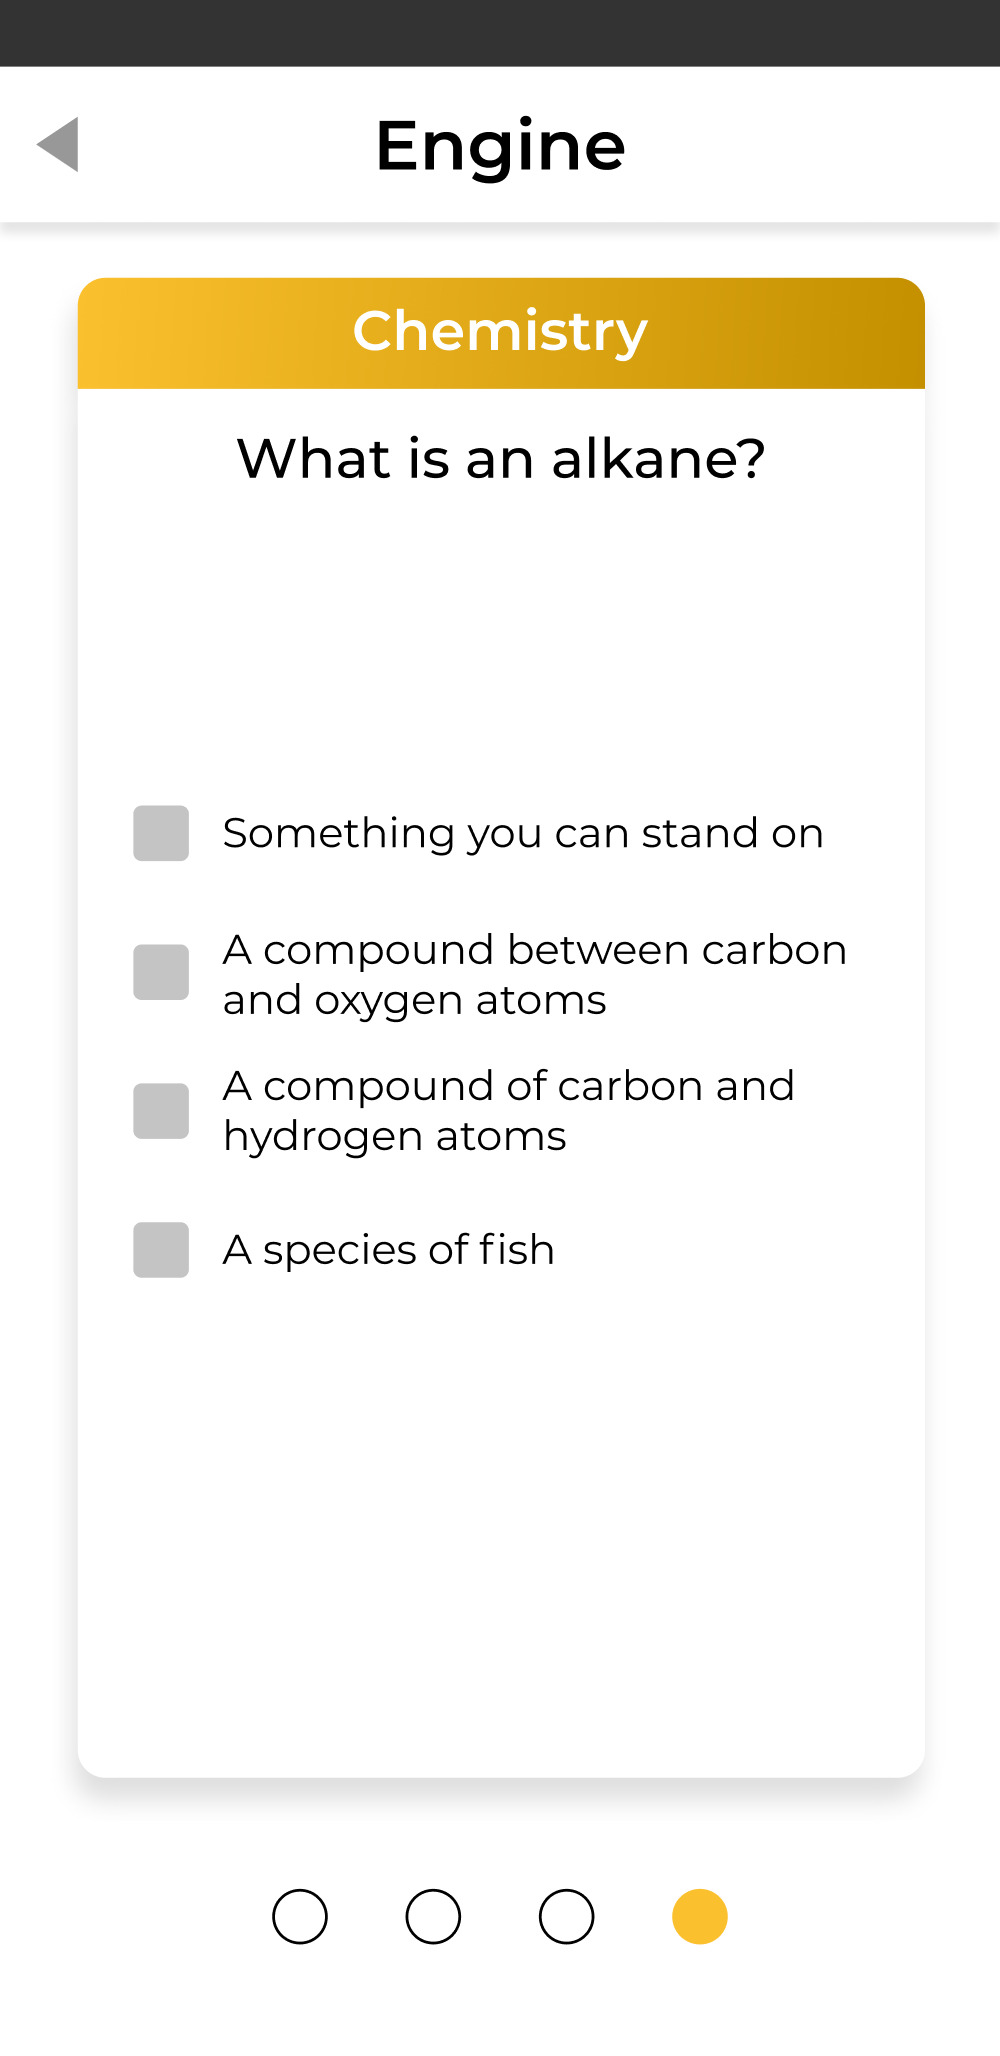 Engine
Chemistry
What is an alkane?
Something you can stand on
A compound between carbon
and oxygen atoms
A compound of carbon and
hydrogen atoms
A species of fish